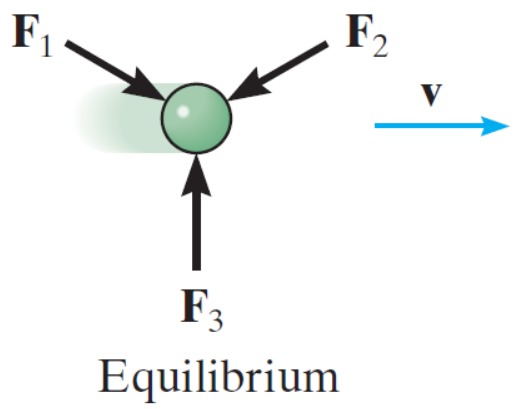 F₁
F₂
v
F₃
Equilibrium